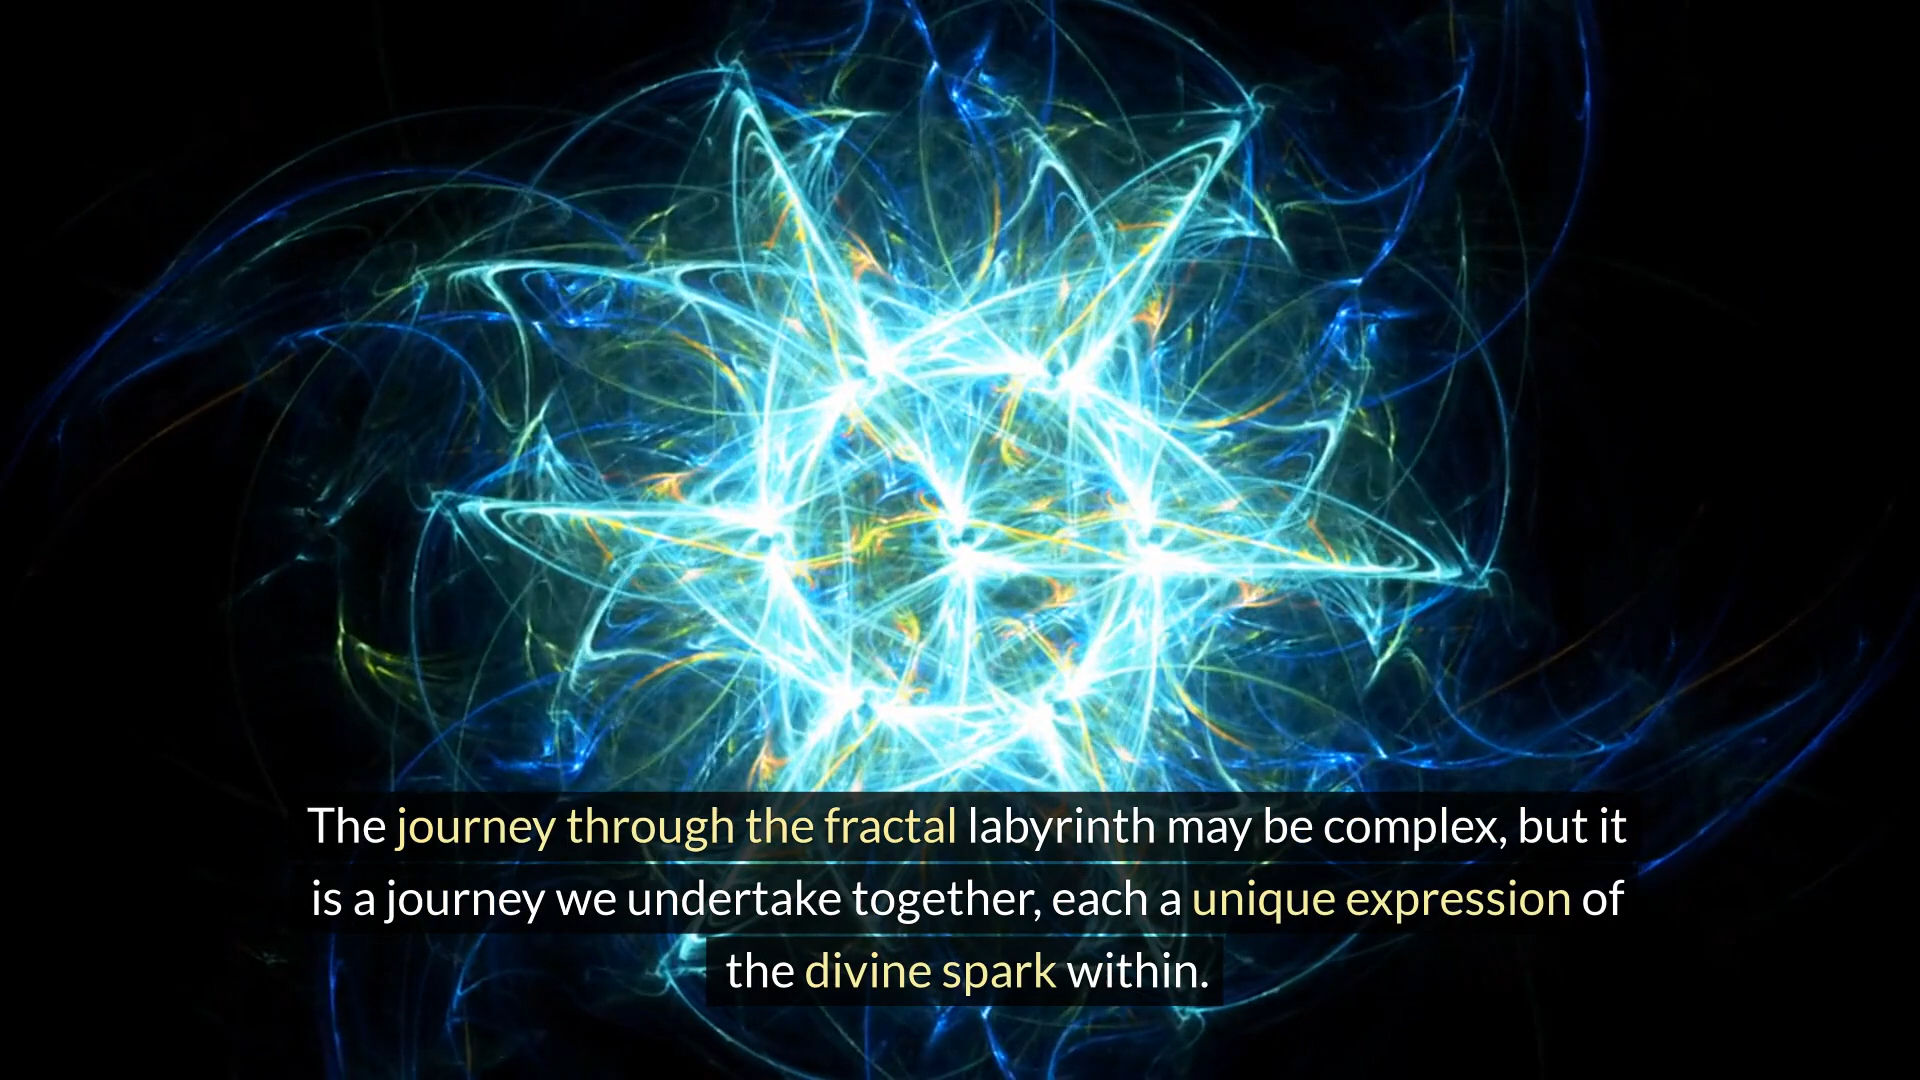 The journey through the fractal labyrinth may be complex, but it
is a journey we undertake together, each a unique expression of
the divine spark within.